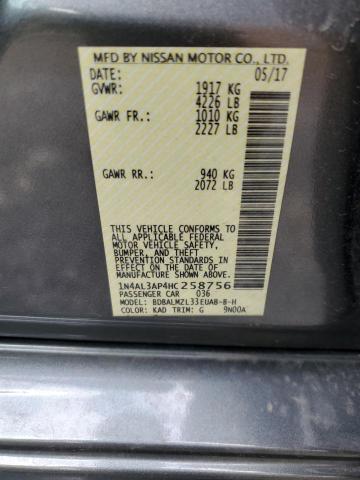 MFD BY NISSAN MOTOR CO., LTD.
DATE: 05/17
GVWR: 1917 KG
4226 LB
GAWR FR.: 1010 KG
2227 LB
GAWR RR.: 940 KG
2072 LB
THIS VEHICLE CONFORMS TO ALL
APPLICABLE FEDERAL MOTOR VEHICLE SAFETY,
BUMPER, AND THEFT
PREVENTION STANDARDS IN
EFFECT ON THE DATE OF
MANUFACTURE SHOWN ABOVE.
1N4AL3AP4HC258756
PASSENGER CAR 036
MODEL: BDBALMZL33EUAB-B-H
COLOR: KAD TRIM: G 9N00A